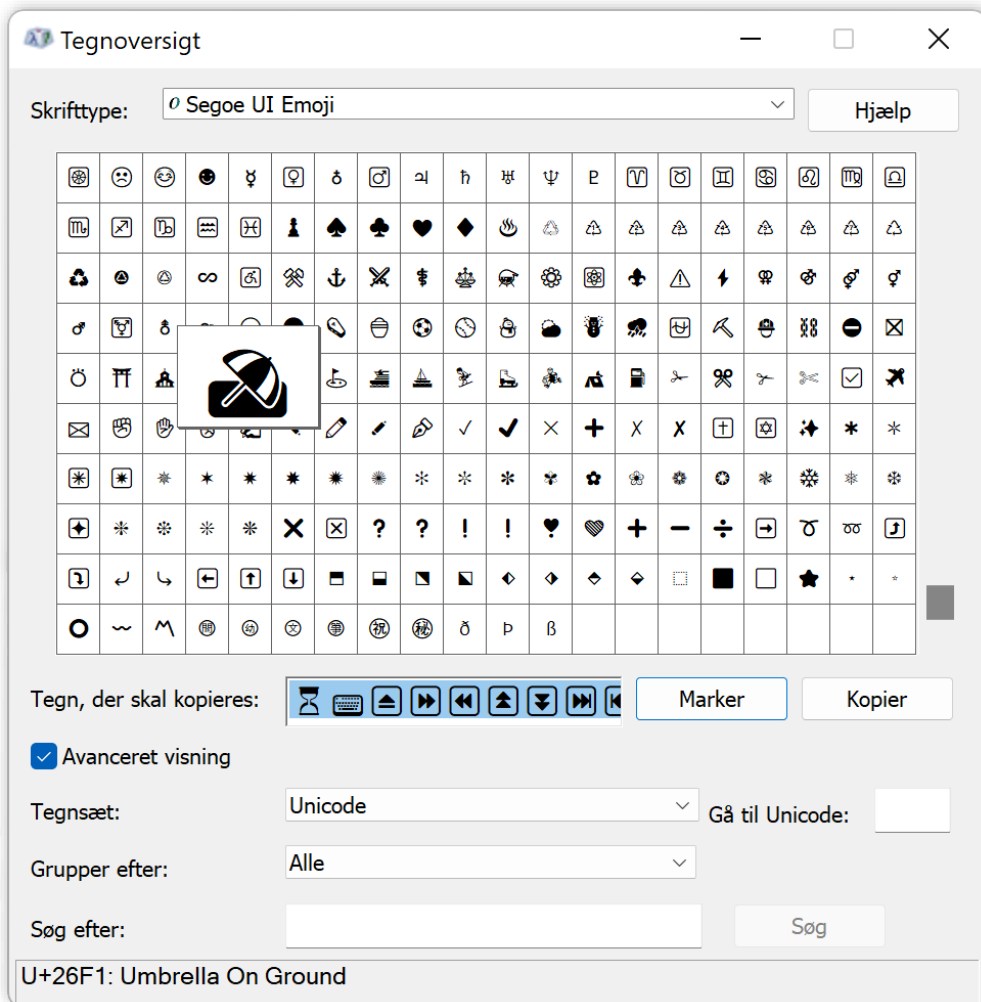 Tegnoversigt
Skrifttype:
Segoe UI Emoji
Hjælp
Tegn, der skal kopieres:
Marker
Kopier
Avanceret visning
Tegnsæt:
Unicode
Gå til Unicode:
Grupper efter:
Alle
Søg efter:
Søg
U+26F1: Umbrella On Ground